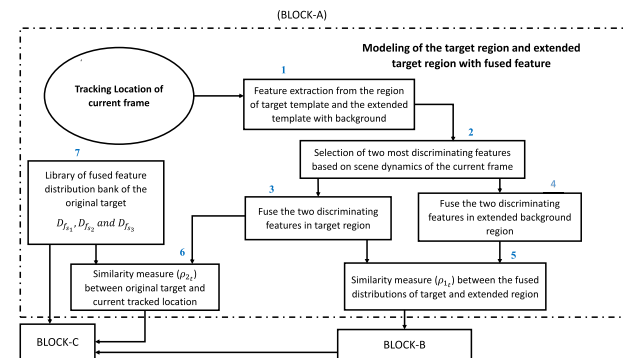 (BLOCK-A)
Modeling of the target region and extended
target region with fused feature
Tracking Location of
current frame
1
Feature extraction from the region
of target template and the extended
template with background
2
Selection of two most discriminating features
based on scene dynamics of the current frame
7
Library of fused feature
distribution bank of the
original target
D_{fs_1}, D_{fs_2} and D_{fs_3}
3
Fuse the two discriminating
features in target region
4
Fuse the two discriminating
features in extended background
region
6
Similarity measure (ρ_{2_t})
between original target and
current tracked location
5
Similarity measure (ρ_{1_t}) between the fused
distributions of target and extended region
BLOCK-C
BLOCK-B